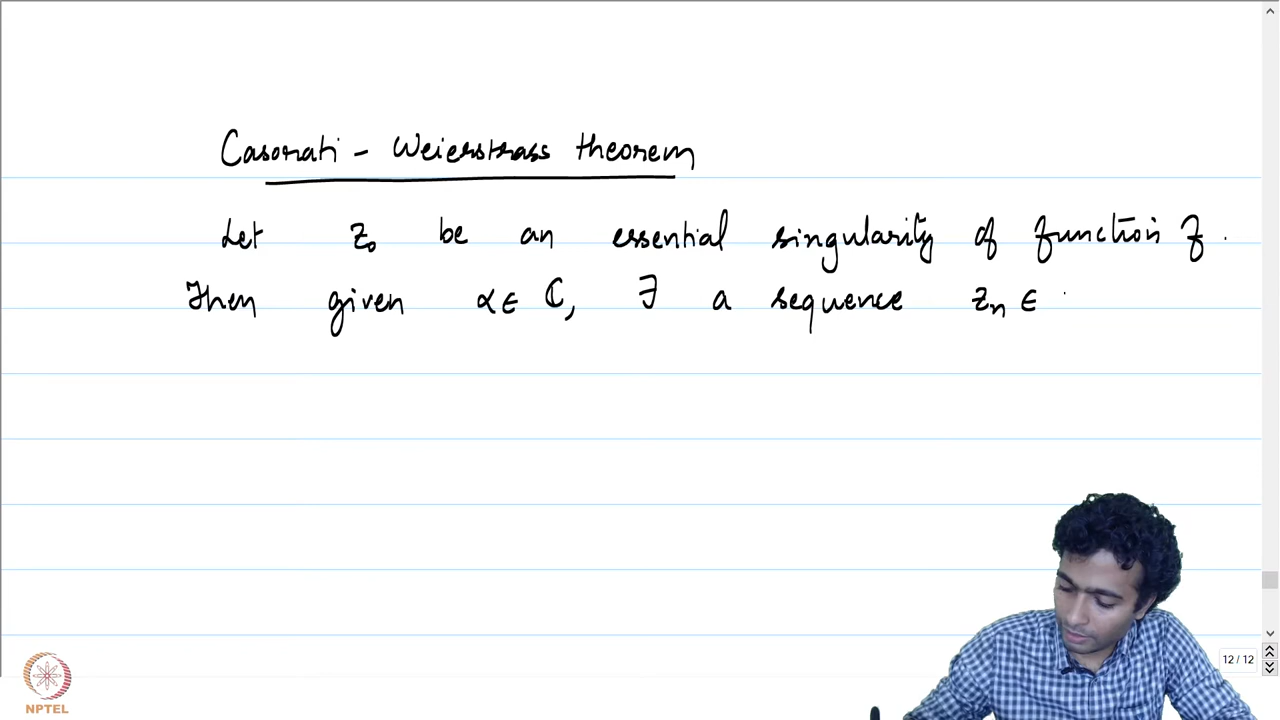 Casorati - Weierstrass theorem
Let z₀ be an essential singularity of function f.
Then given α ∈ ℂ, ∃ a sequence zₙ ∈
12 / 12
NPTEL